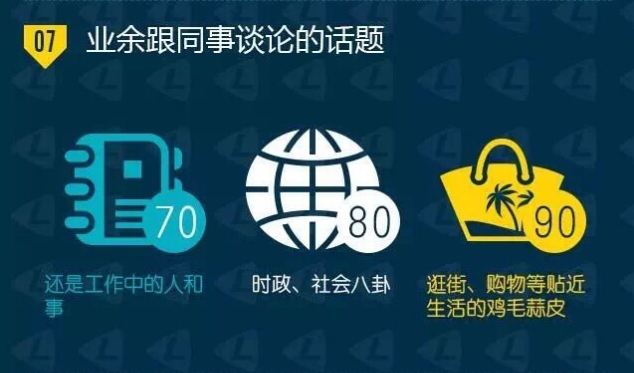 07 业余跟同事谈论的话题
70
80
90
还是工作中的人和
事
时政、社会八卦
逛街、购物等贴近
生活的鸡毛蒜皮